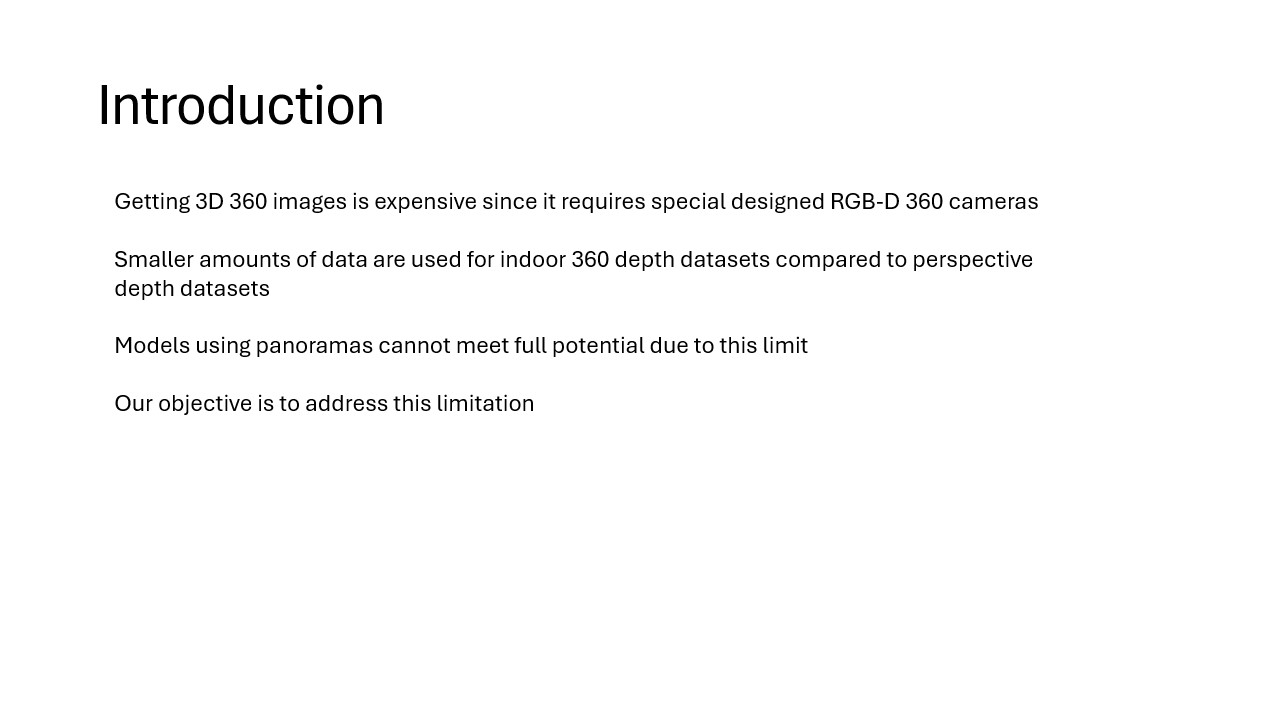 Introduction
Getting 3D 360 images is expensive since it requires special designed RGB-D 360 cameras
Smaller amounts of data are used for indoor 360 depth datasets compared to perspective
depth datasets
Models using panoramas cannot meet full potential due to this limit
Our objective is to address this limitation